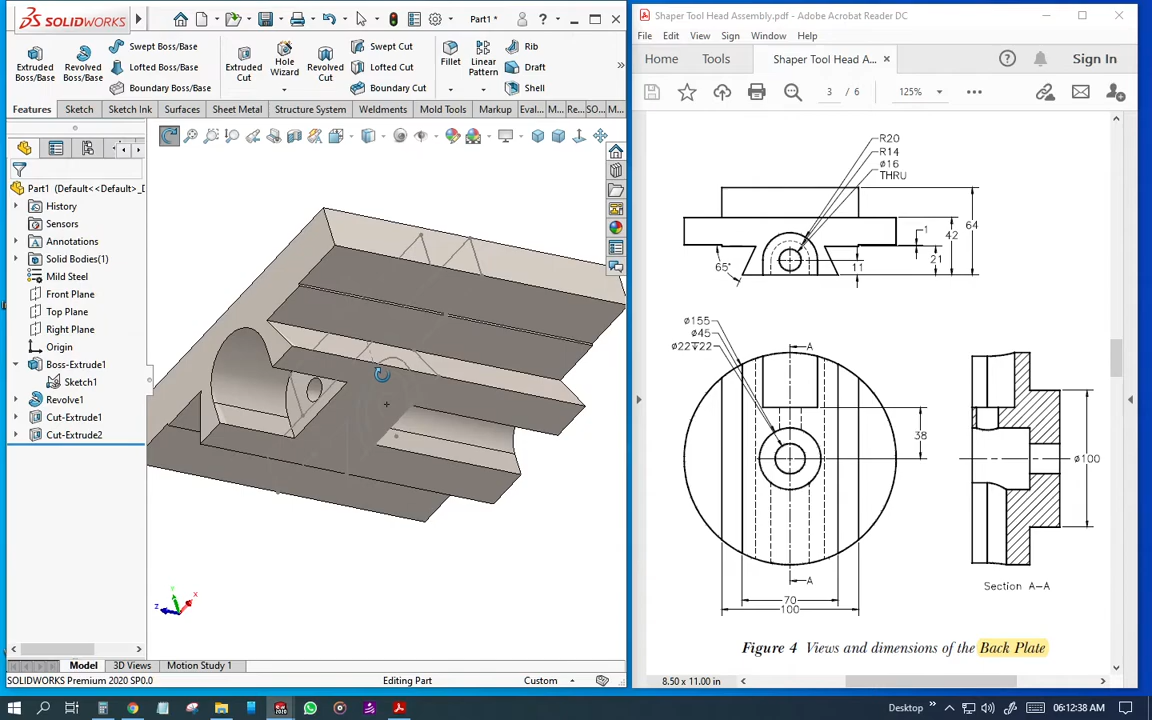 SOLIDWORKS
Part1 *
?
Extruded Boss/Base
Revolved Boss/Base
Swept Boss/Base
Lofted Boss/Base
Boundary Boss/Base
Extruded Cut
Hole Wizard
Revolved Cut
Swept Cut
Lofted Cut
Boundary Cut
Fillet
Linear Pattern
Rib
Draft
Shell
Features
Sketch
Sketch Ink
Surfaces
Sheet Metal
Structure System
Weldments
Mold Tools
Markup
Eval...
M...
Re...
SO...
M...
Part1 (Default<<Default>_D
History
Sensors
Annotations
Solid Bodies(1)
Mild Steel
Front Plane
Top Plane
Right Plane
Origin
Boss-Extrude1
Sketch1
Revolve1
Cut-Extrude1
Cut-Extrude2
Y
X
Z
Model
3D Views
Motion Study 1
SOLIDWORKS Premium 2020 SP0.0
Editing Part
Custom
Shaper Tool Head Assembly.pdf - Adobe Acrobat Reader DC
File
Edit
View
Sign
Window
Help
Home
Tools
Shaper Tool Head A...
Sign In
3 / 6
125%
R20
R14
ø16
THRU
1
42
64
65°
11
21
ø155
ø45
ø22↧22
A
38
ø100
A
70
100
Section A-A
Figure 4 Views and dimensions of the Back Plate
8.50 x 11.00 in
Desktop
06:12:38 AM